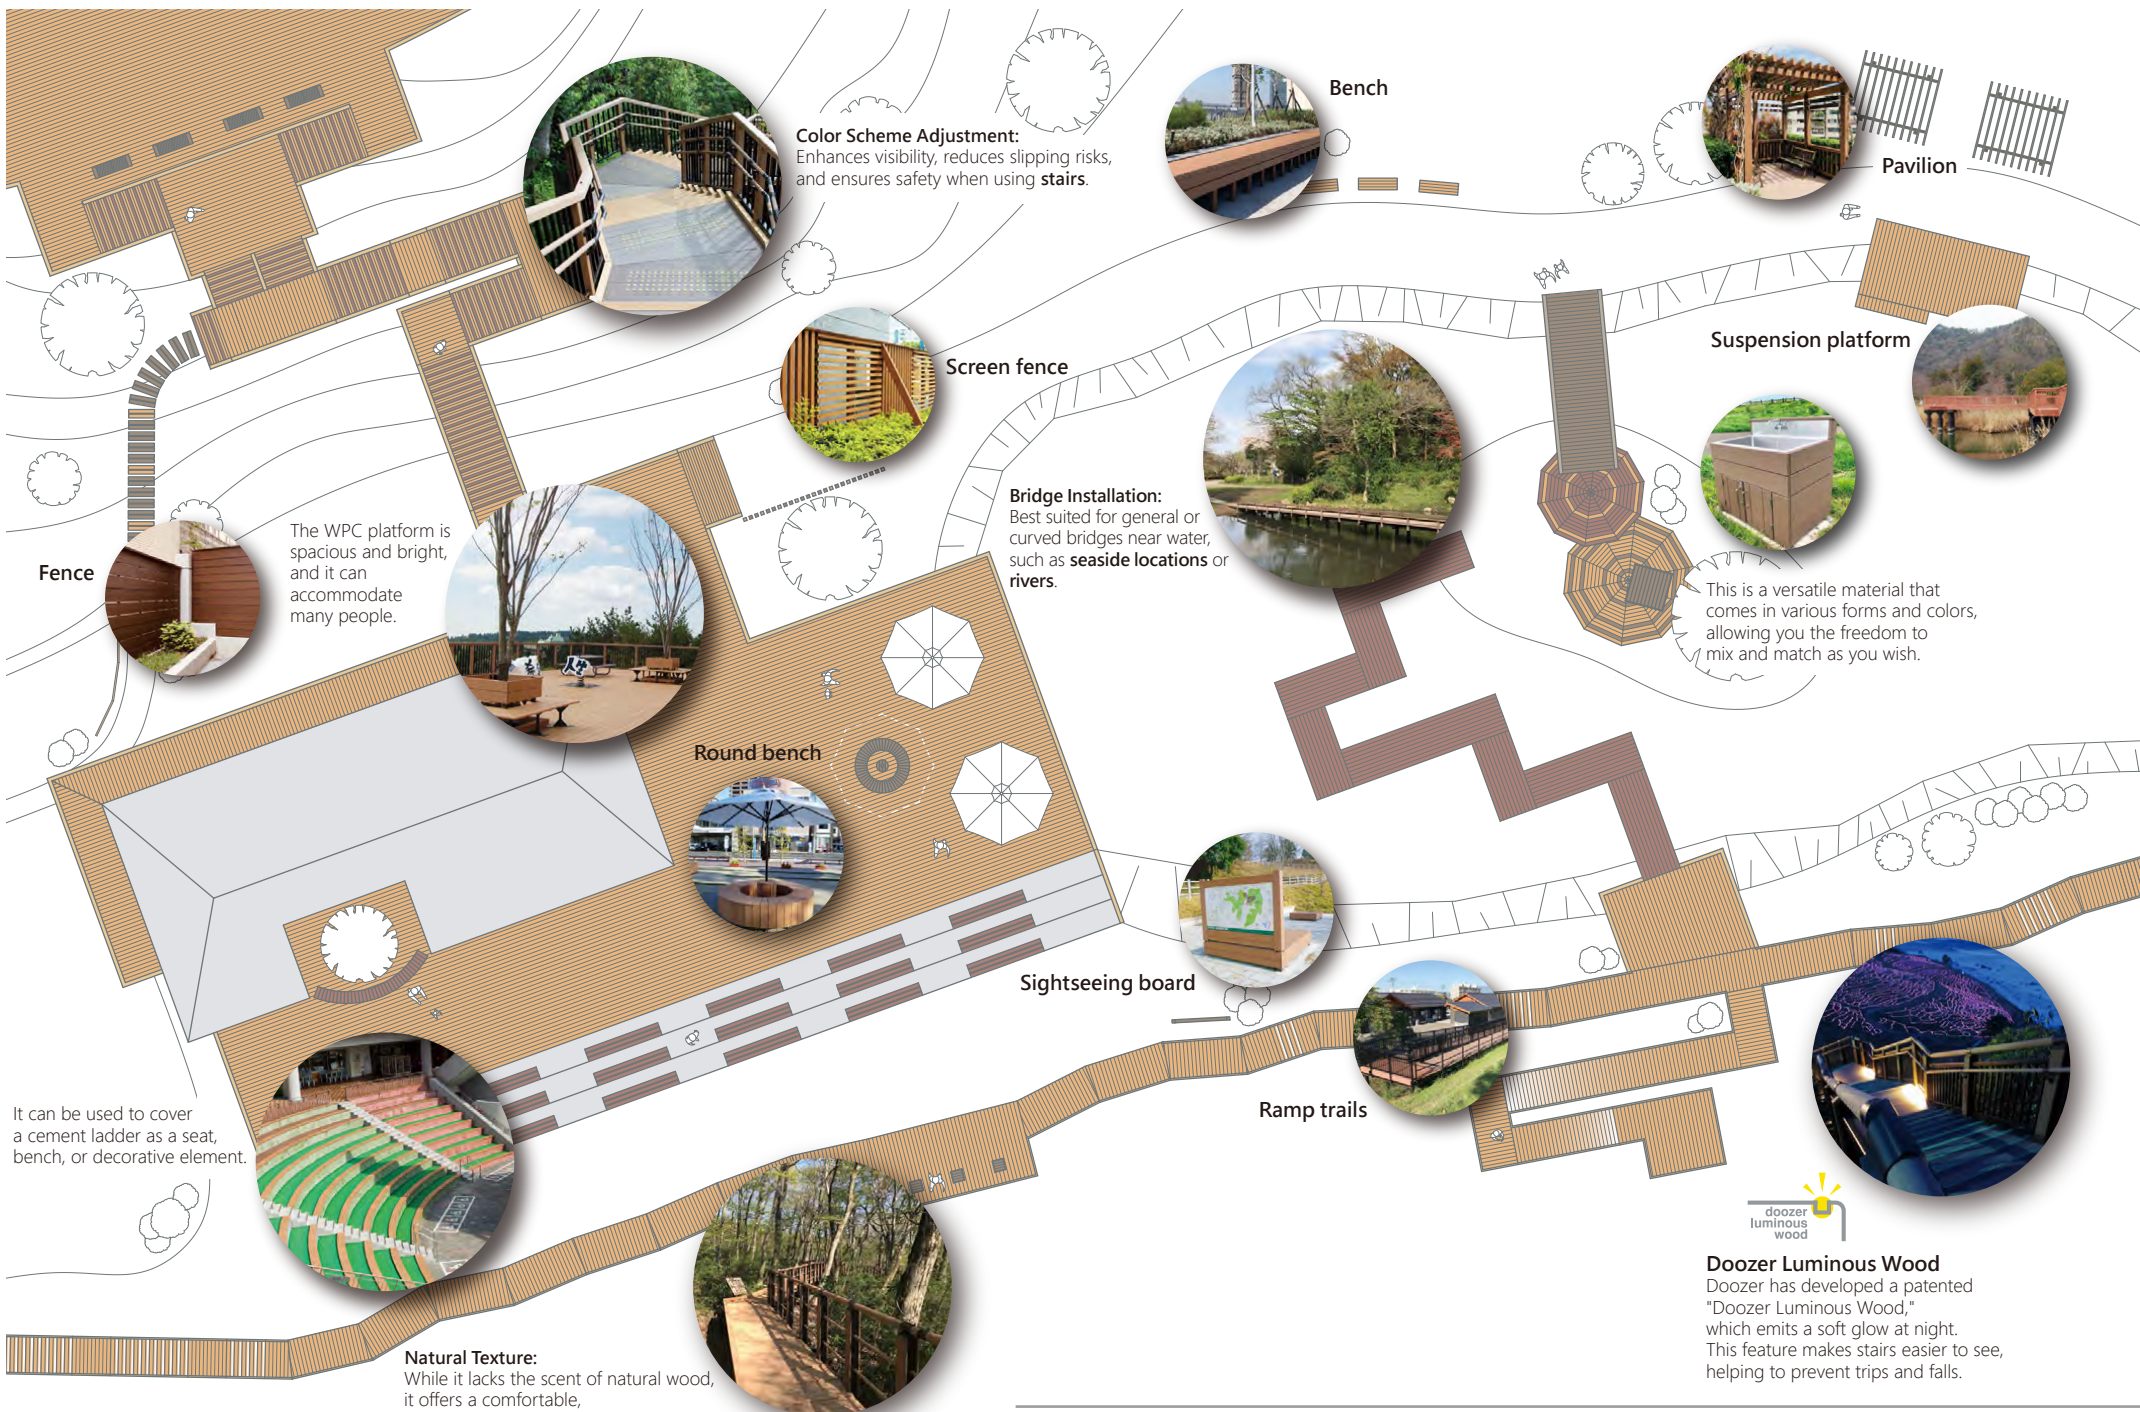 Bench
Color Scheme Adjustment:
Enhances visibility, reduces slipping risks,
and ensures safety when using stairs.
Pavilion
Suspension platform
Screen fence
Bridge Installation:
Best suited for general or
curved bridges near water,
such as seaside locations or
rivers.
The WPC platform is
spacious and bright,
and it can
accommodate
many people.
Fence
This is a versatile material that
comes in various forms and colors,
allowing you the freedom to
mix and match as you wish.
人生
Round bench
Sightseeing board
Ramp trails
It can be used to cover
a cement ladder as a seat,
bench, or decorative element.
doozer
luminous
wood
Doozer Luminous Wood
Doozer has developed a patented
"Doozer Luminous Wood,"
which emits a soft glow at night.
This feature makes stairs easier to see,
helping to prevent trips and falls.
Natural Texture:
While it lacks the scent of natural wood,
it offers a comfortable,